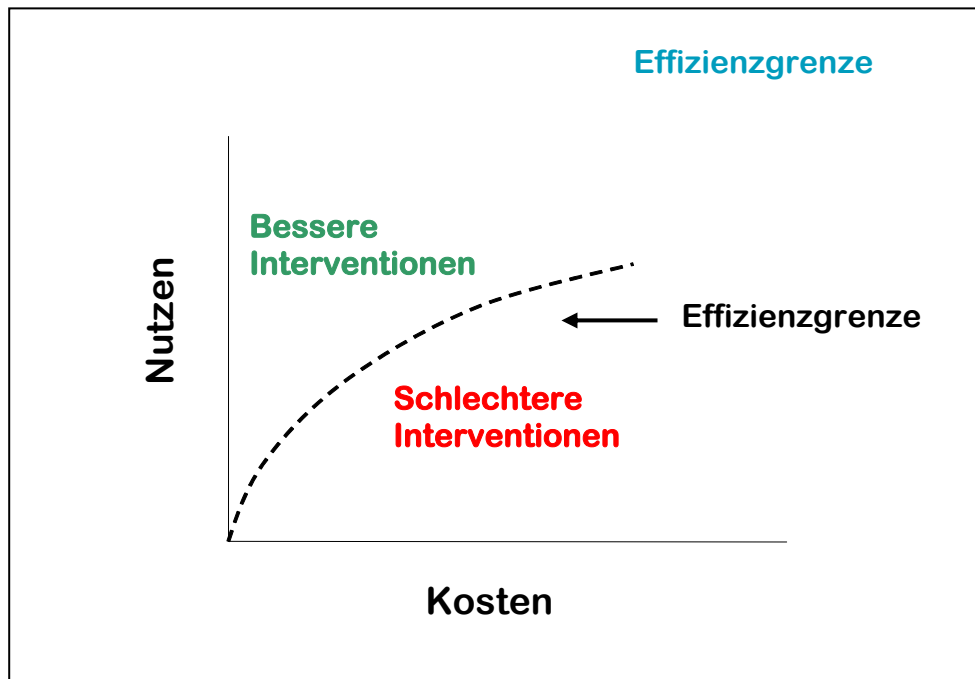 Effizienzgrenze
Bessere
Interventionen
Nutzen
Effizienzgrenze
Schlechtere
Interventionen
Kosten